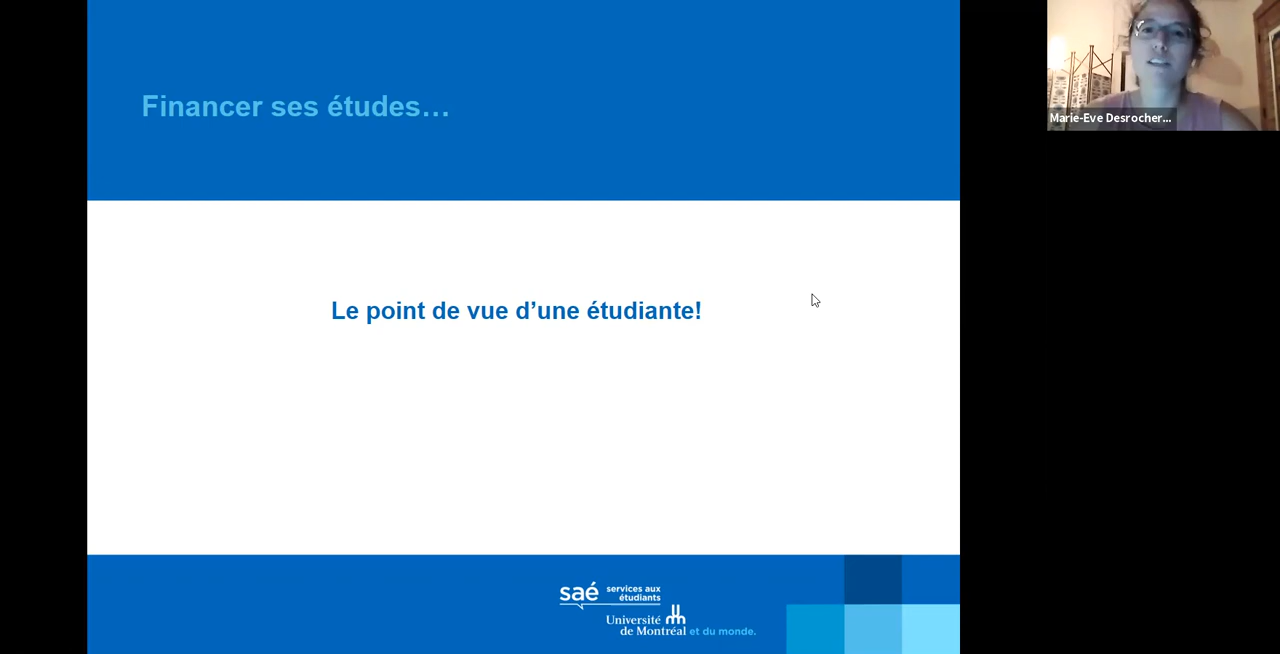 Financer ses études…
Marie-Eve Desrocher...
Le point de vue d’une étudiante!
saé services aux
étudiants
Université
de Montréal et du monde.